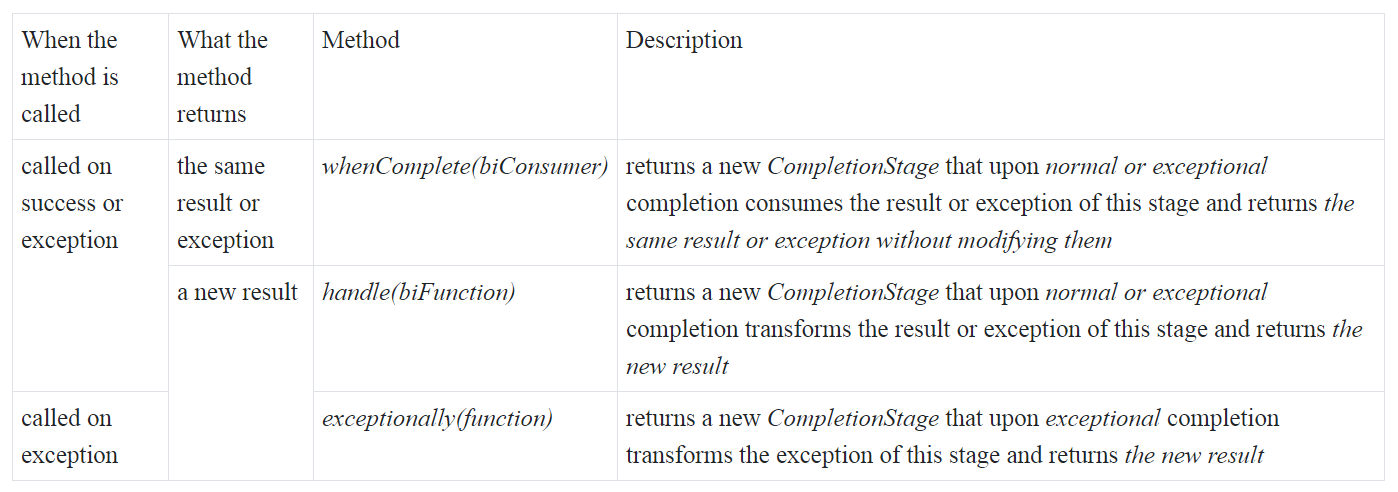 When the
method is
called
What the
method
returns
Method
Description
called on
success or
exception
the same
result or
exception
whenComplete(biConsumer)
returns a new CompletionStage that upon normal or exceptional
completion consumes the result or exception of this stage and returns the
same result or exception without modifying them
a new result
handle(biFunction)
returns a new CompletionStage that upon normal or exceptional
completion transforms the result or exception of this stage and returns the
new result
called on
exception
exceptionally(function)
returns a new CompletionStage that upon exceptional completion
transforms the exception of this stage and returns the new result